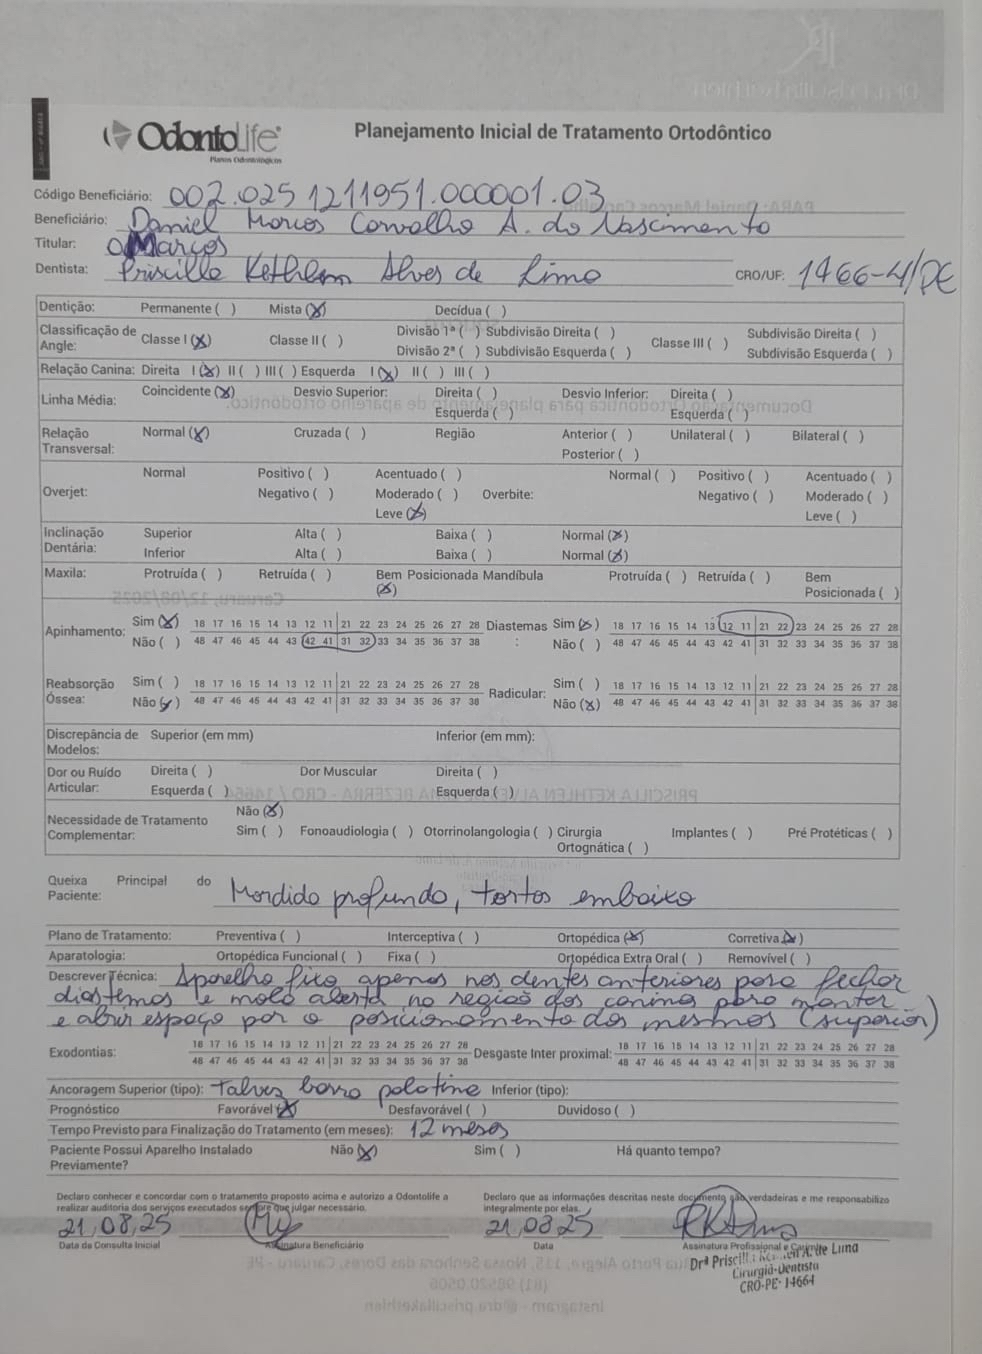 OdontoLife
Planos Odontológicos
Planejamento Inicial de Tratamento Ortodôntico
Código Beneficiário: 002.025 1211951.000001.03
Beneficiário: Daniel Marcos Carvalho A. do Nascimento
Titular: O Marcos
Dentista: Priscilla Kethlem Alves de Lima CRO/UF: 1466-4/PE
Dentição: Permanente ( ) Mista (X) Decídua ( )
Classificação de Angle: Classe I (X) Classe II ( ) Divisão 1ª ( ) Subdivisão Direita ( ) Classe III ( ) Subdivisão Direita ( )
Divisão 2ª ( ) Subdivisão Esquerda ( ) Subdivisão Esquerda ( )
Relação Canina: Direita I (X) II ( ) III ( ) Esquerda I (X) II ( ) III ( )
Linha Média: Coincidente (X) Desvio Superior: Direita ( ) Desvio Inferior: Direita ( )
Esquerda ( ) Esquerda ( )
Relação Transversal: Normal (X) Cruzada ( ) Região Anterior ( ) Unilateral ( ) Bilateral ( )
Posterior ( )
Overjet: Normal Positivo ( ) Acentuado ( ) Overbite: Normal ( ) Positivo ( ) Acentuado ( )
Negativo ( ) Moderado ( ) Negativo ( ) Moderado ( )
Leve (X) Leve ( )
Inclinação Dentária: Superior Alta ( ) Baixa ( ) Normal (X)
Inferior Alta ( ) Baixa ( ) Normal (X)
Maxila: Protruída ( ) Retruída ( ) Bem Posicionada (X) Mandíbula Protruída ( ) Retruída ( ) Bem Posicionada ( )
Apinhamento: Sim (X) 18 17 16 15 14 13 12 11 21 22 23 24 25 26 27 28 Diastemas: Sim (X) 18 17 16 15 14 13 12 11 21 22 23 24 25 26 27 28
Não ( ) 48 47 46 45 44 43 42 41 31 32 33 34 35 36 37 38 Não ( ) 48 47 46 45 44 43 42 41 31 32 33 34 35 36 37 38
Reabsorção Óssea: Sim ( ) 18 17 16 15 14 13 12 11 21 22 23 24 25 26 27 28 Radicular: Sim ( ) 18 17 16 15 14 13 12 11 21 22 23 24 25 26 27 28
Não (X) 48 47 46 45 44 43 42 41 31 32 33 34 35 36 37 38 Não (X) 48 47 46 45 44 43 42 41 31 32 33 34 35 36 37 38
Discrepância de Modelos: Superior (em mm) Inferior (em mm):
Dor ou Ruído Articular: Direita ( ) Dor Muscular Direita ( )
Esquerda ( ) Esquerda ( )
Necessidade de Tratamento Complementar: Não (X)
Sim ( ) Fonoaudiologia ( ) Otorrinolangologia ( ) Cirurgia Ortognática ( ) Implantes ( ) Pré Protéticas ( )
Queixa Principal do Paciente: Mordida profunda, tortos embaixo
Plano de Tratamento: Preventiva ( ) Interceptiva ( ) Ortopédica (X) Corretiva (X)
Aparatologia: Ortopédica Funcional ( ) Fixa ( ) Ortopédica Extra Oral ( ) Removível ( )
Descrever Técnica: Aparelho fixo apenas nos dentes anteriores para fechar
diastemas e mola aberta na região dos canino para manter
e abrir espaço por o posicionamento dos mesmos (superior)
Exodontias: 18 17 16 15 14 13 12 11 21 22 23 24 25 26 27 28 Desgaste Inter proximal: 18 17 16 15 14 13 12 11 21 22 23 24 25 26 27 28
48 47 46 45 44 43 42 41 31 32 33 34 35 36 37 38 48 47 46 45 44 43 42 41 31 32 33 34 35 36 37 38
Ancoragem Superior (tipo): Talvez barra palatina Inferior (tipo):
Prognóstico Favorável (X) Desfavorável ( ) Duvidoso ( )
Tempo Previsto para Finalização do Tratamento (em meses): 12 meses
Paciente Possui Aparelho Instalado Previamente? Não (X) Sim ( ) Há quanto tempo?
Declaro conhecer e concordar com o tratamento proposto acima e autorizo a Odontolife a
realizar auditoria dos serviços executados sempre que julgar necessário.
Declaro que as informações descritas neste documento são verdadeiras e me responsabilizo
integralmente por elas.
21,08,25 21,08,25
Data da Consulta Inicial Assinatura Beneficiário Data Assinatura Profissional e Carimbo
Drª Priscilla Kethlen A. de Lima
Cirurgiã-Dentista
CRO-PE- 14664